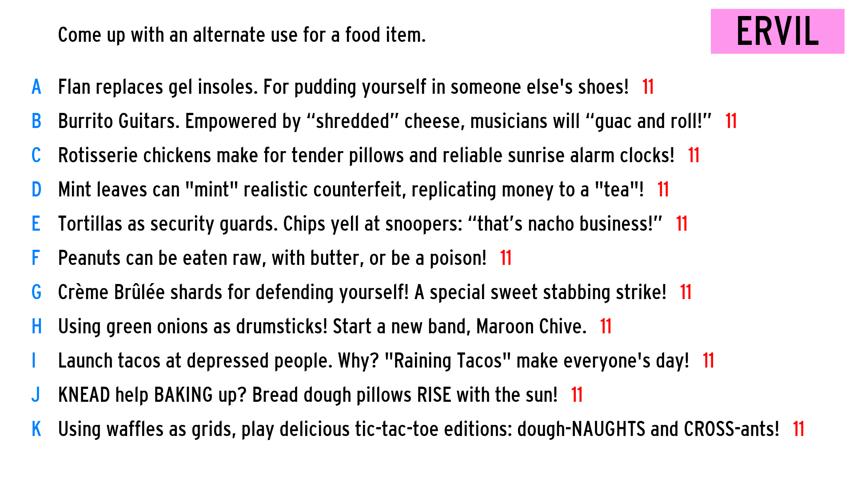 Come up with an alternate use for a food item.
ERVIL
A Flan replaces gel insoles. For pudding yourself in someone else's shoes! 11
B Burrito Guitars. Empowered by “shredded” cheese, musicians will “guac and roll!” 11
C Rotisserie chickens make for tender pillows and reliable sunrise alarm clocks! 11
D Mint leaves can "mint" realistic counterfeit, replicating money to a "tea"! 11
E Tortillas as security guards. Chips yell at snoopers: “that’s nacho business!” 11
F Peanuts can be eaten raw, with butter, or be a poison! 11
G Crème Brûlée shards for defending yourself! A special sweet stabbing strike! 11
H Using green onions as drumsticks! Start a new band, Maroon Chive. 11
I Launch tacos at depressed people. Why? "Raining Tacos" make everyone's day! 11
J KNEAD help BAKING up? Bread dough pillows RISE with the sun! 11
K Using waffles as grids, play delicious tic-tac-toe editions: dough-NAUGHTS and CROSS-ants! 11